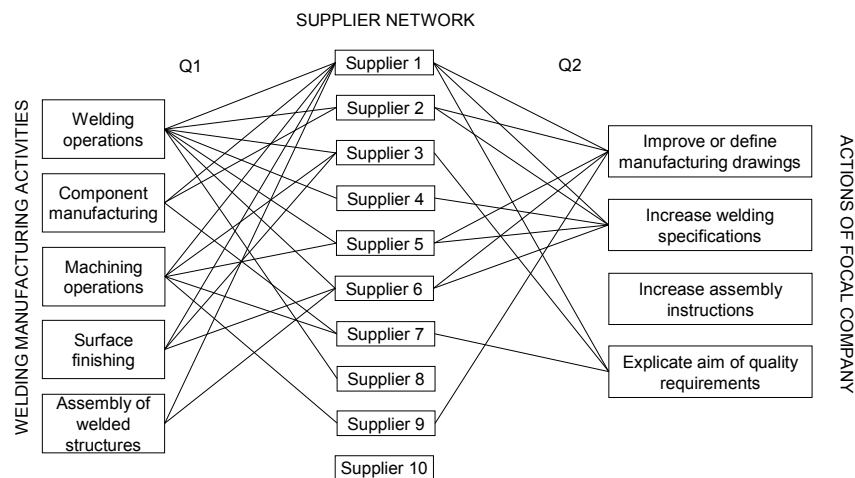 SUPPLIER NETWORK
Q1
Q2
WELDING MANUFACTURING ACTIVITIES
Welding
operations
Component
manufacturing
Machining
operations
Surface
finishing
Assembly of
welded
structures
Supplier 1
Supplier 2
Supplier 3
Supplier 4
Supplier 5
Supplier 6
Supplier 7
Supplier 8
Supplier 9
Supplier 10
Improve or define
manufacturing drawings
Increase welding
specifications
Increase assembly
instructions
Explicate aim of quality
requirements
ACTIONS OF FOCAL COMPANY